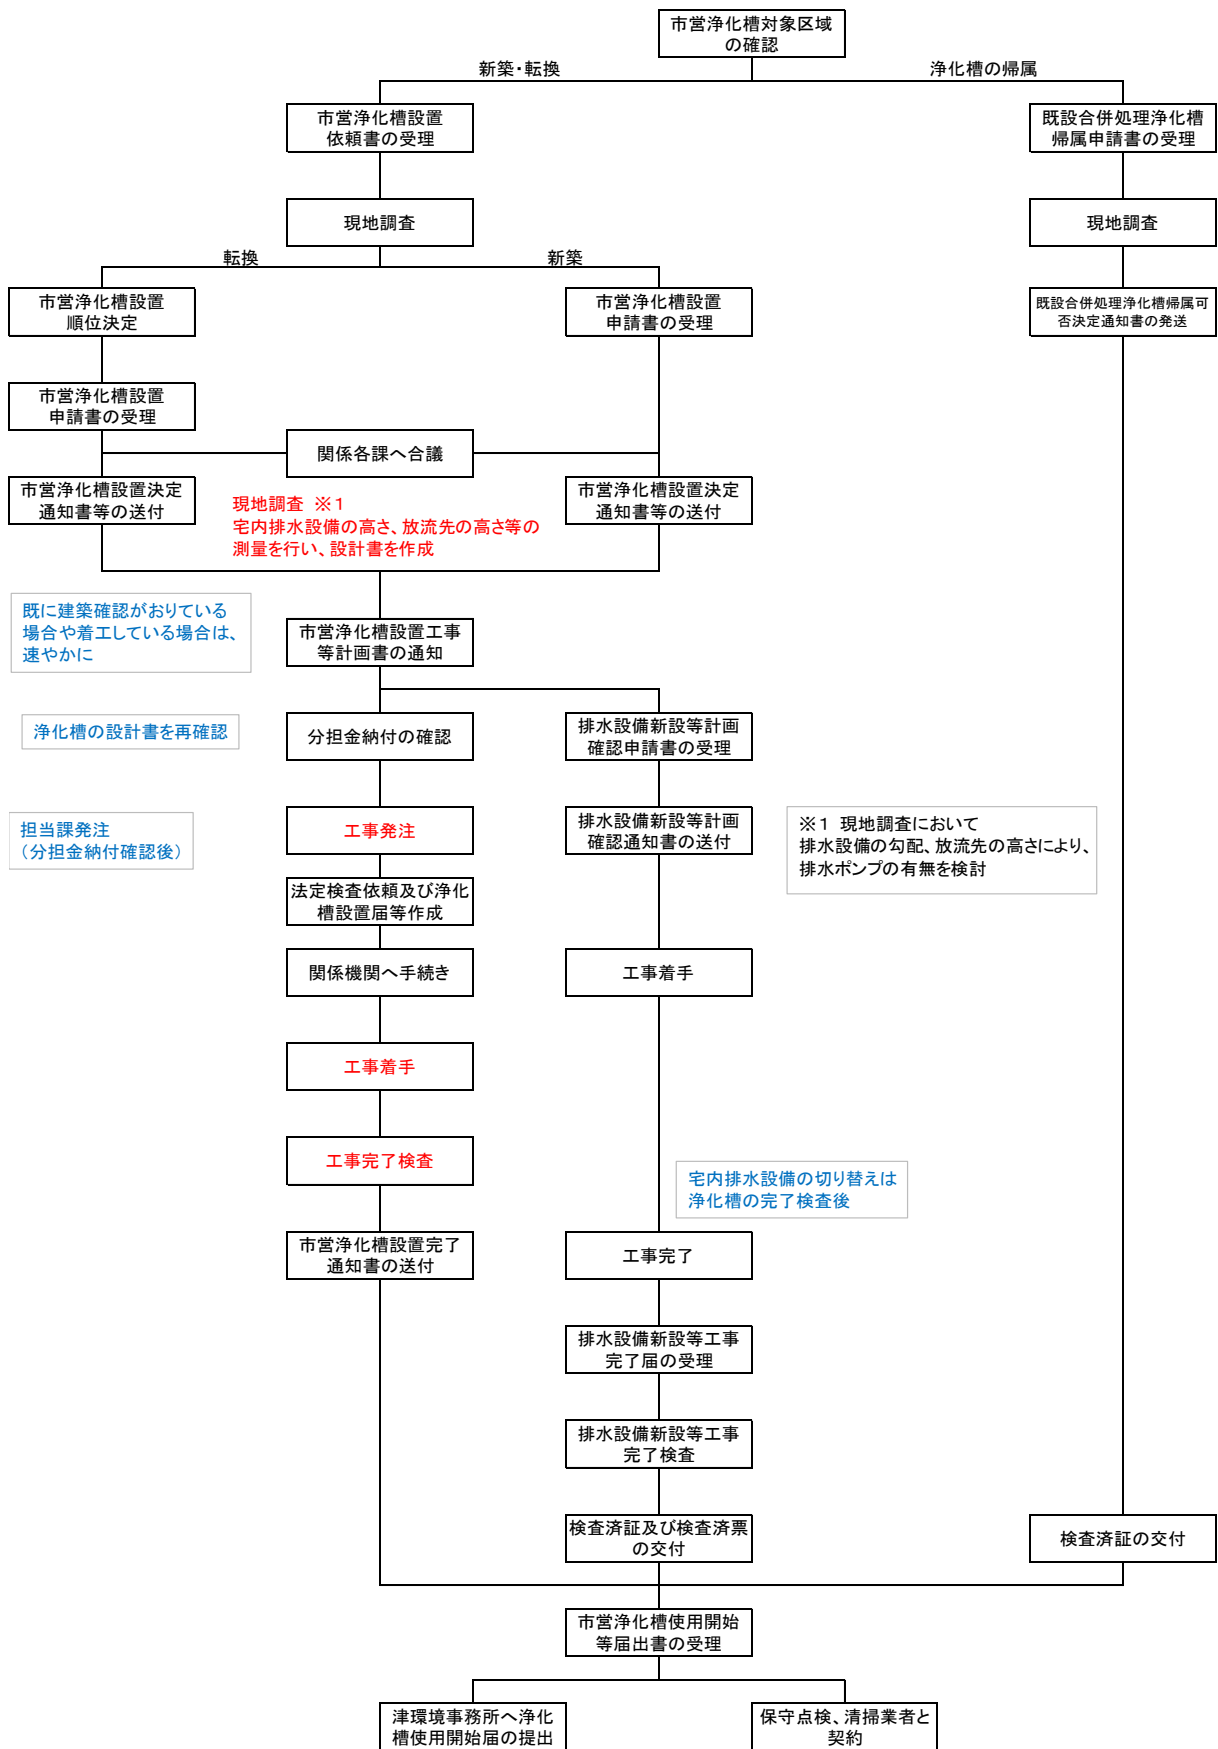 市営浄化槽対象区域
の確認
新築・転換
浄化槽の帰属
市営浄化槽設置
依頼書の受理
既設合併処理浄化槽
帰属申請書の受理
現地調査
現地調査
転換
新築
市営浄化槽設置
順位決定
市営浄化槽設置
申請書の受理
既設合併処理浄化槽帰属可
否決定通知書の発送
市営浄化槽設置
申請書の受理
関係各課へ合議
市営浄化槽設置決定
通知書等の送付
現地調査 ※1
宅内排水設備の高さ、放流先の高さ等の
測量を行い、設計書を作成
市営浄化槽設置決定
通知書等の送付
既に建築確認がおりている
場合や着工している場合は、
速やかに
市営浄化槽設置工事
等計画書の通知
浄化槽の設計書を再確認
分担金納付の確認
排水設備新設等計画
確認申請書の受理
担当課発注
（分担金納付確認後）
工事発注
排水設備新設等計画
確認通知書の送付
※1 現地調査において
排水設備の勾配、放流先の高さにより、
排水ポンプの有無を検討
法定検査依頼及び浄化
槽設置届等作成
関係機関へ手続き
工事着手
工事着手
工事完了検査
宅内排水設備の切り替えは
浄化槽の完了検査後
市営浄化槽設置完了
通知書の送付
工事完了
排水設備新設等工事
完了届の受理
排水設備新設等工事
完了検査
検査済証及び検査済票
の交付
検査済証の交付
市営浄化槽使用開始
等届出書の受理
津環境事務所へ浄化
槽使用開始届の提出
保守点検、清掃業者と
契約